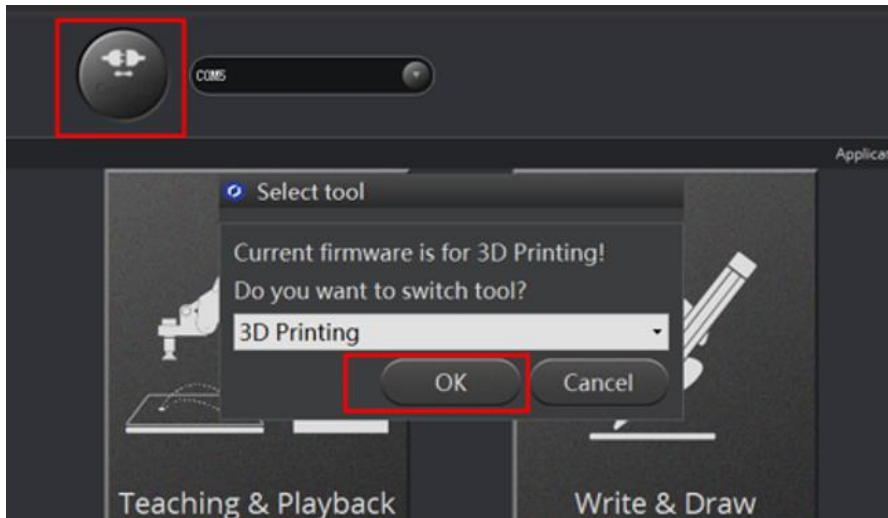 COM5
Applica
Select tool
Current firmware is for 3D Printing!
Do you want to switch tool?
3D Printing
OK Cancel
Teaching & Playback Write & Draw